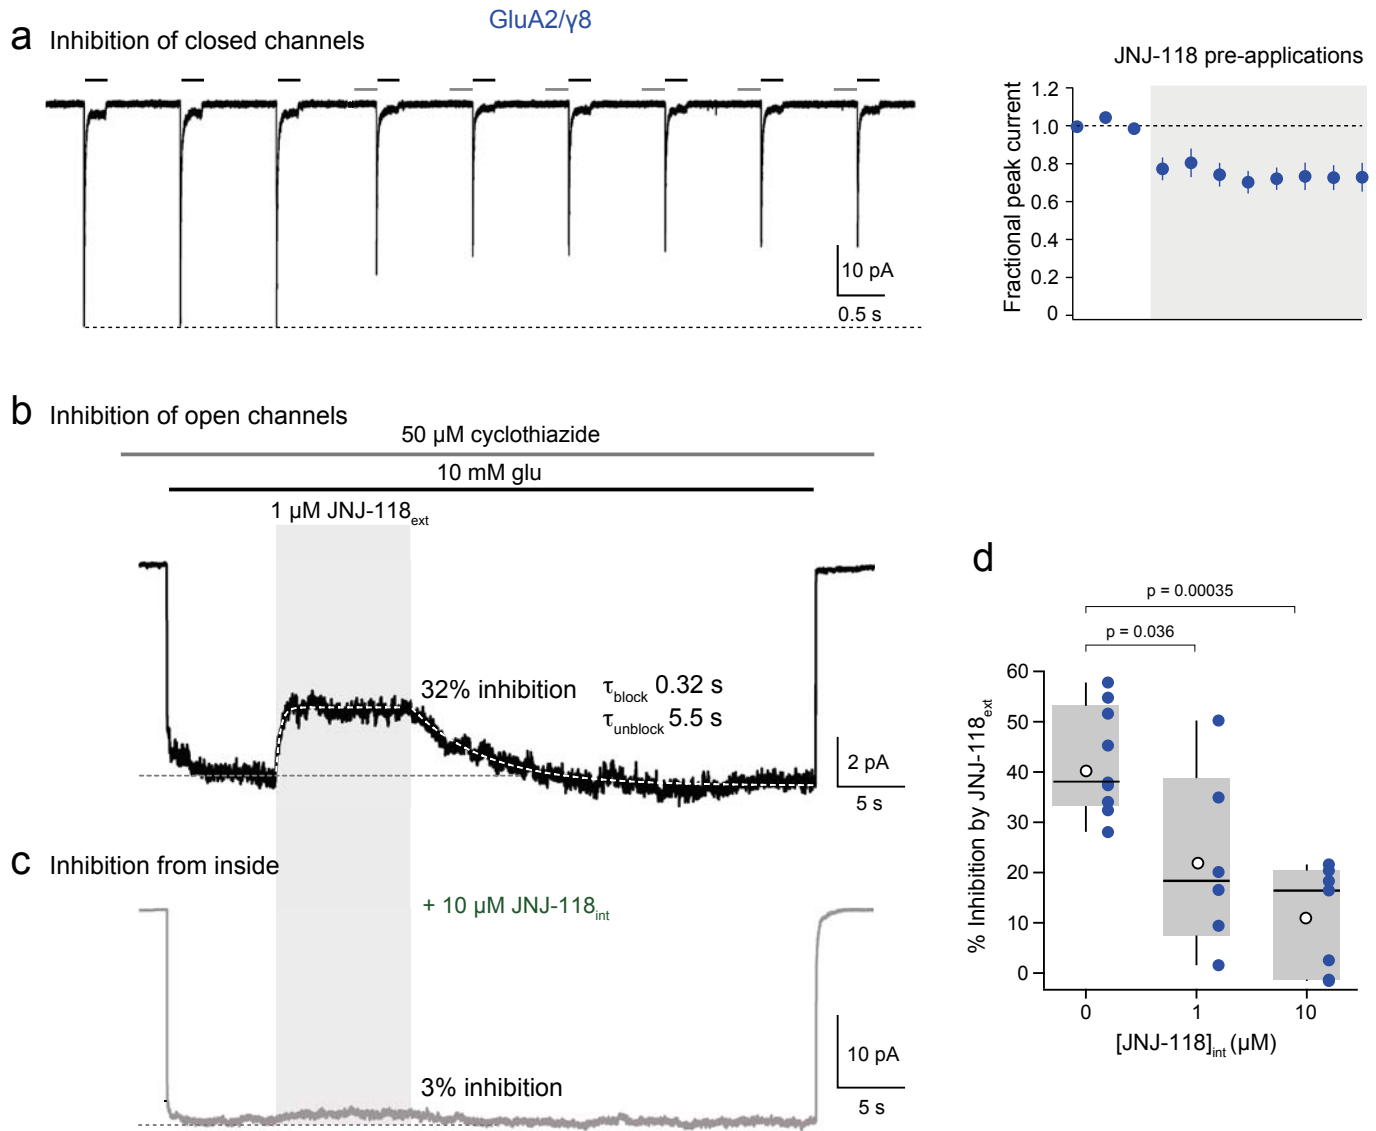 GluA2/γ8
a Inhibition of closed channels
10 pA
0.5 s
JNJ-118 pre-applications
Fractional peak current
1.2
1.0
0.8
0.6
0.4
0.2
0
b Inhibition of open channels
50 µM cyclothiazide
10 mM glu
1 µM JNJ-118ext
32% inhibition
τblock 0.32 s
τunblock 5.5 s
2 pA
5 s
c Inhibition from inside
+ 10 µM JNJ-118int
3% inhibition
10 pA
5 s
d
p = 0.00035
p = 0.036
% Inhibition by JNJ-118ext
60
50
40
30
20
10
0
0 1 10
[JNJ-118]int (µM)